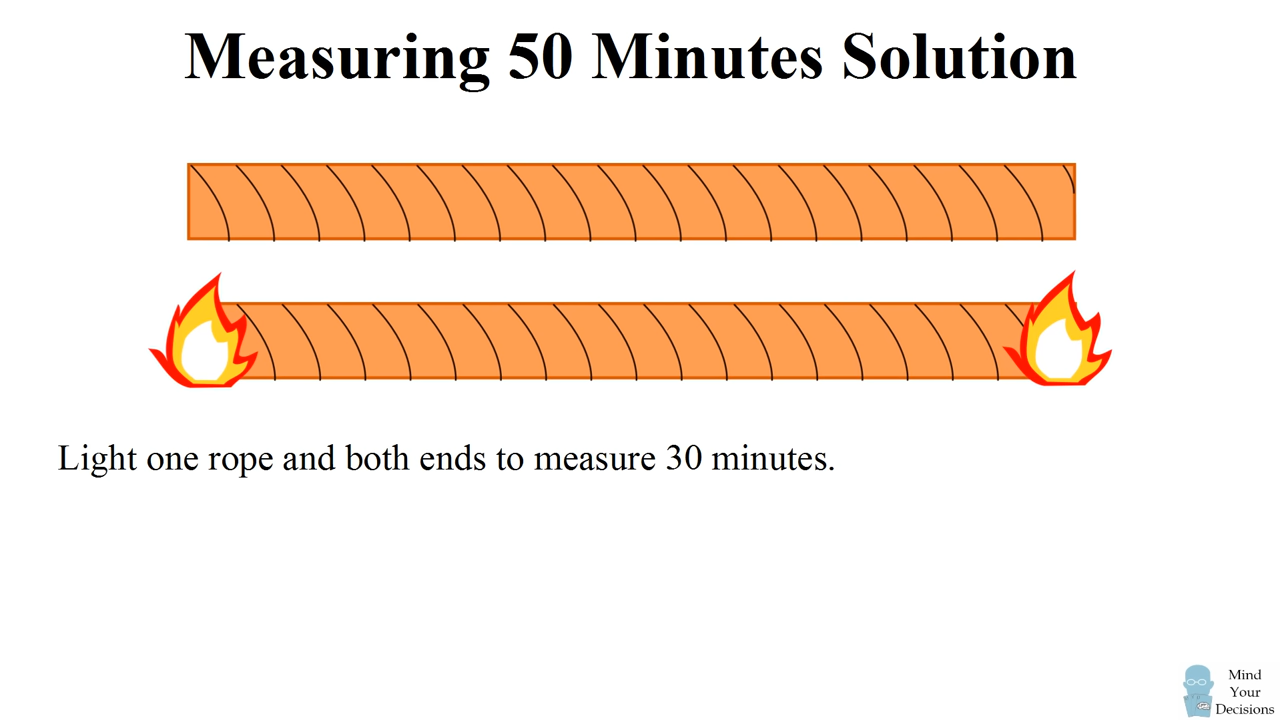 Measuring 50 Minutes Solution
Light one rope and both ends to measure 30 minutes.
Mind
Your
Decisions